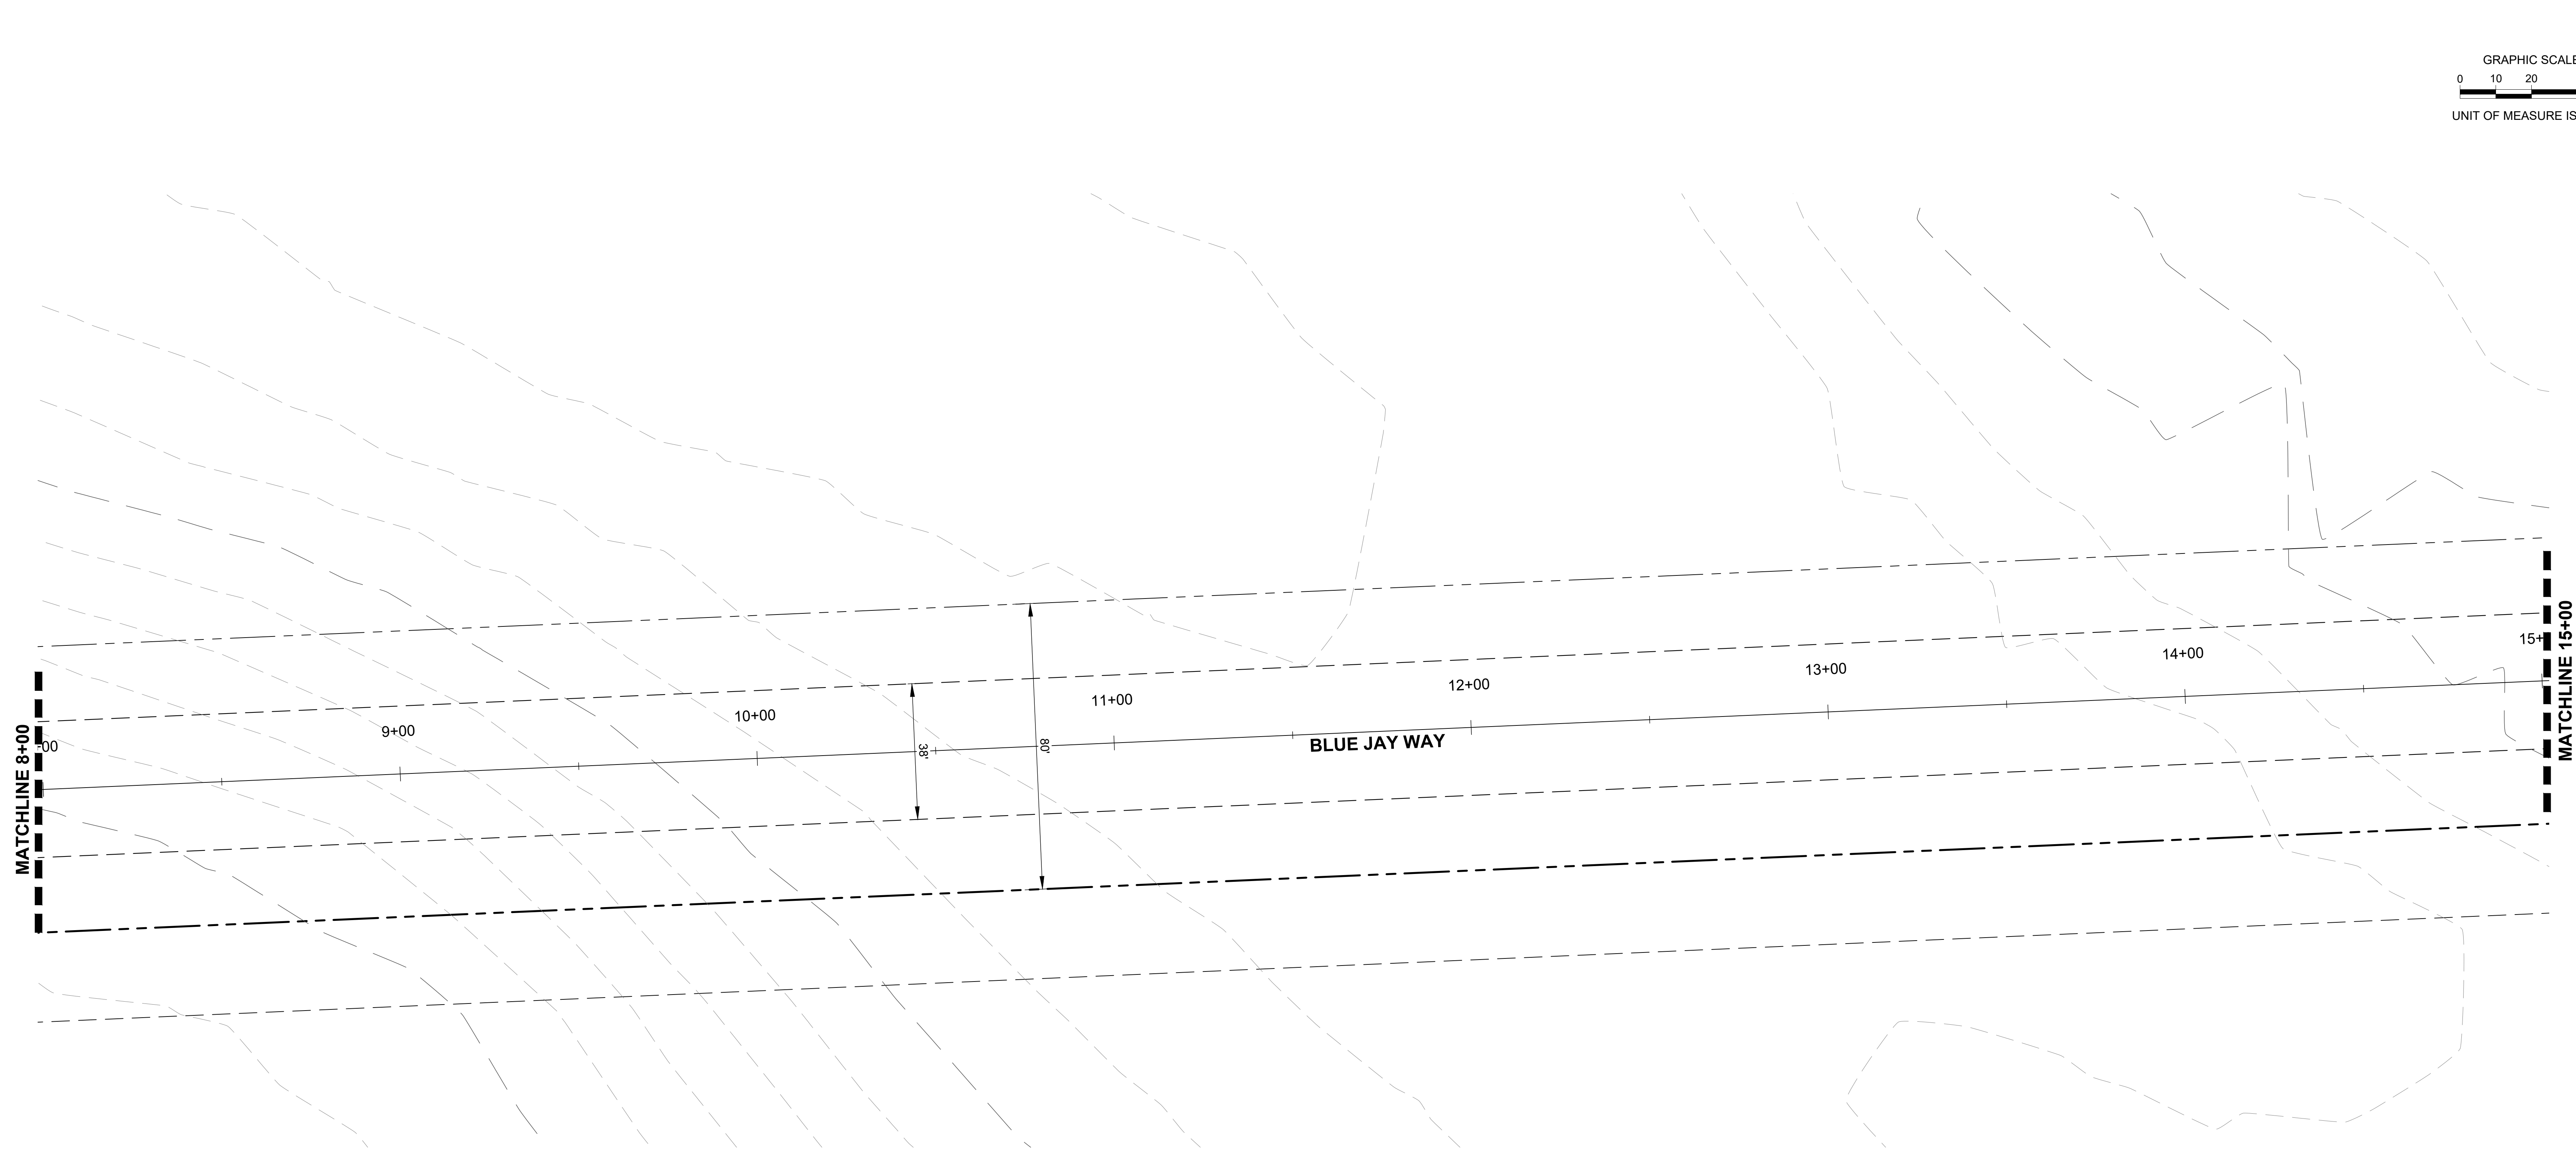 GRAPHIC SCALE
0 10 20
UNIT OF MEASURE IS
MATCHLINE 8+00
-00
9+00
10+00
11+00
12+00
13+00
14+00
15+
38'
80'
BLUE JAY WAY
MATCHLINE 15+00